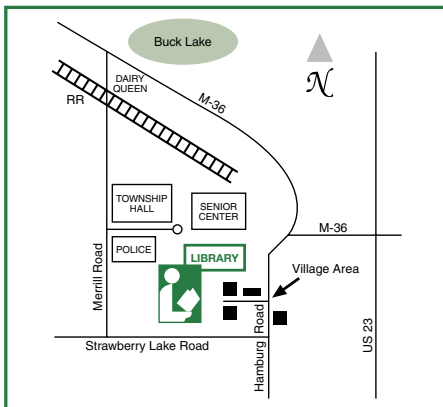 Buck Lake
N
DAIRY
QUEEN
RR
M-36
TOWNSHIP
HALL
SENIOR
CENTER
M-36
POLICE
LIBRARY
Village Area
Merrill Road
Hamburg Road
US 23
Strawberry Lake Road